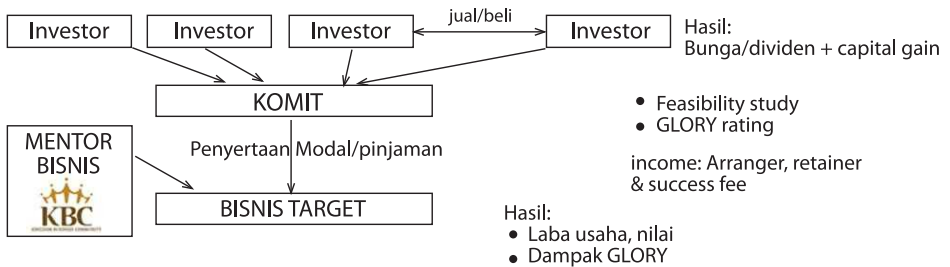 jual/beli
Investor
Investor
Investor
Investor
Hasil:
Bunga/dividen + capital gain
KOMIT
• Feasibility study
• GLORY rating
MENTOR
BISNIS
KBC
Penyertaan Modal/pinjaman
income: Arranger, retainer
& success fee
BISNIS TARGET
Hasil:
• Laba usaha, nilai
• Dampak GLORY